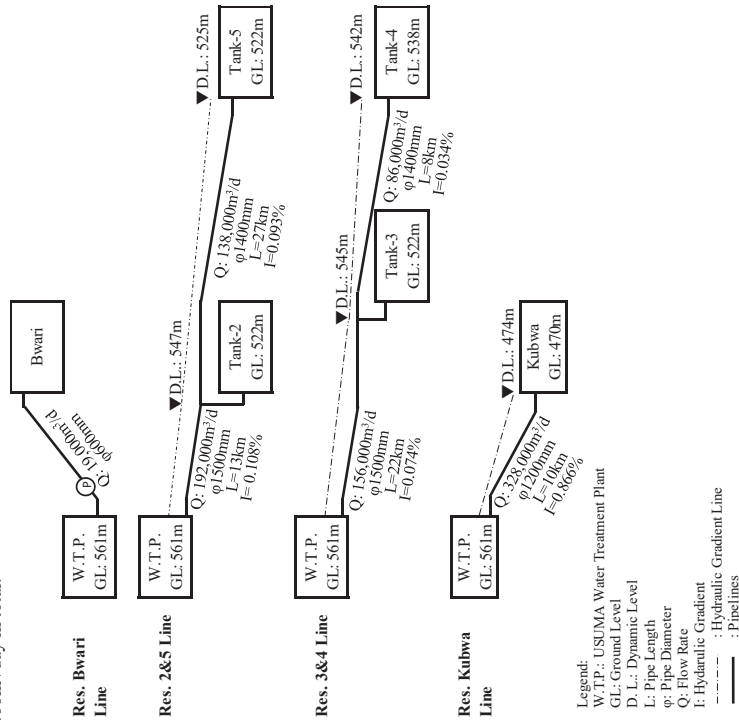 Res. Bwari
Line
W.T.P.
GL: 561m
P
Q: 19,000m³/d
φ600mm
Bwari
Res. 2&5 Line
W.T.P.
GL: 561m
Q: 192,000m³/d
φ1500mm
L=13km
I=0.108%
D.L.: 547m
Tank-2
GL: 522m
Q: 138,000m³/d
φ1400mm
L=27km
I=0.093%
D.L.: 525m
Tank-5
GL: 522m
Res. 3&4 Line
W.T.P.
GL: 561m
Q: 156,000m³/d
φ1500mm
L=22km
I=0.074%
D.L.: 545m
Tank-3
GL: 522m
Q: 86,000m³/d
φ1400mm
L=8km
I=0.034%
D.L.: 542m
Tank-4
GL: 538m
Res. Kubwa
Line
W.T.P.
GL: 561m
Q: 328,000m³/d
φ1200mm
L=10km
I=0.866%
D.L.: 474m
Kubwa
GL: 470m
Legend:
W.T.P.: USUMA Water Treatment Plant
GL: Ground Level
D. L.: Dynamic Level
L: Pipe Length
φ: Pipe Diameter
Q: Flow Rate
I: Hydarulic Gradient
: Hydraulic Gradient Line
: Pipelines